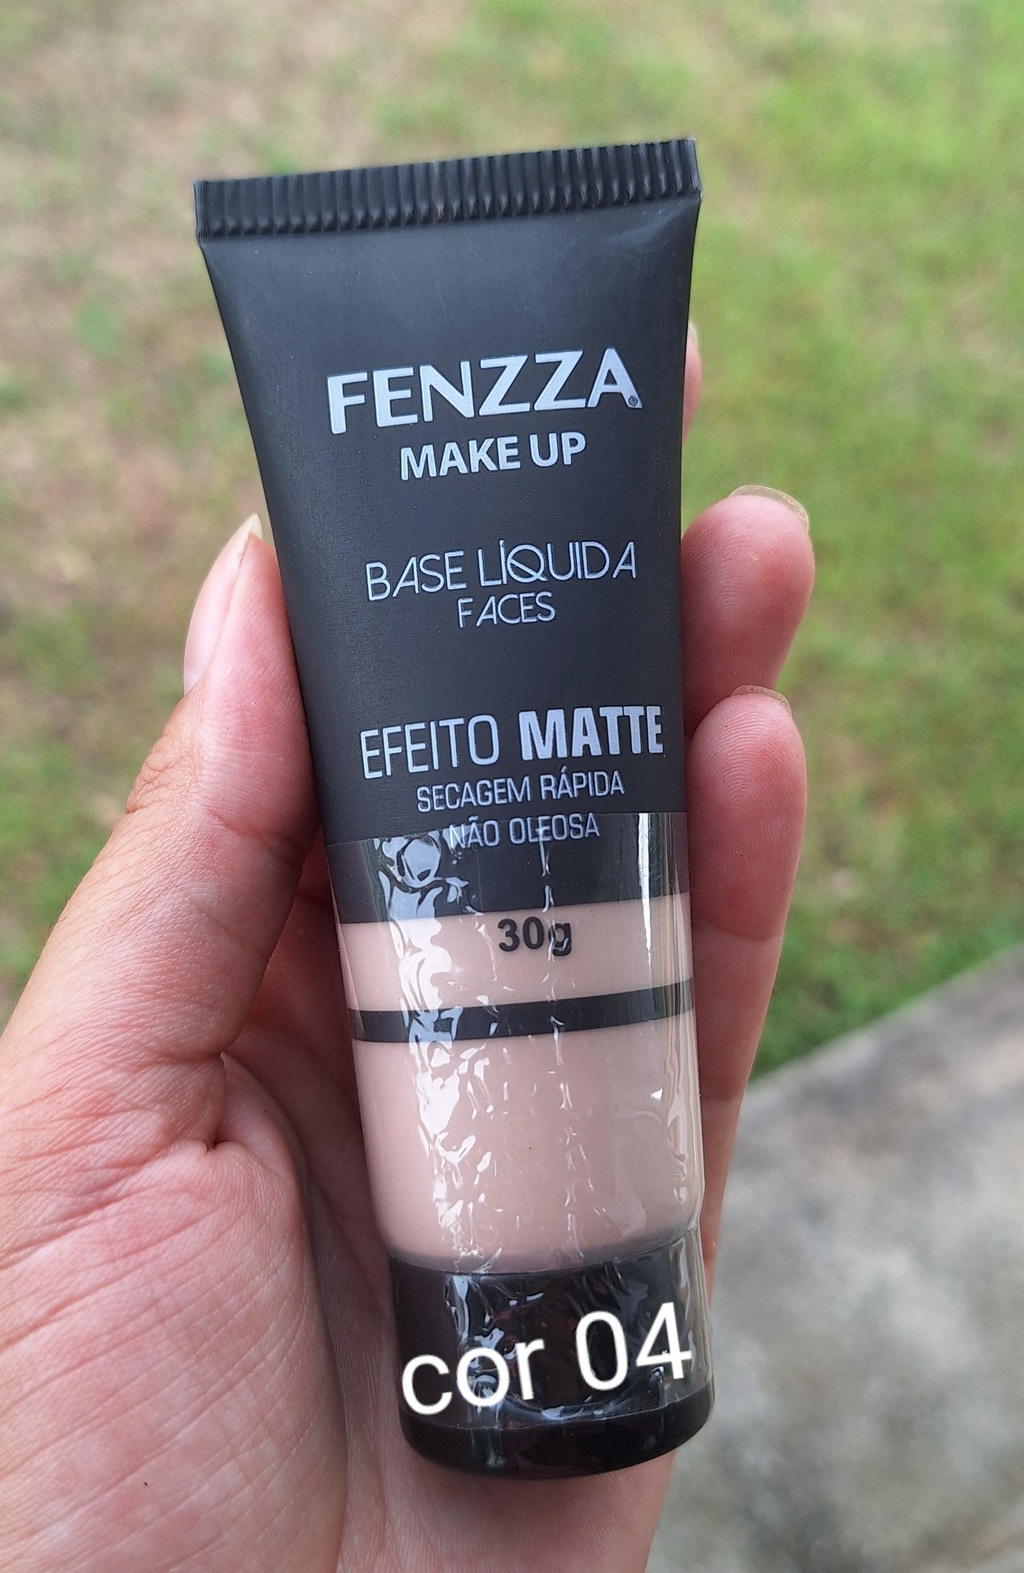 FENZZA®
MAKE UP
BASE LÍQUIDA
FACES
EFEITO MATTE
SECAGEM RÁPIDA
NÃO OLEOSA
30g
cor 04